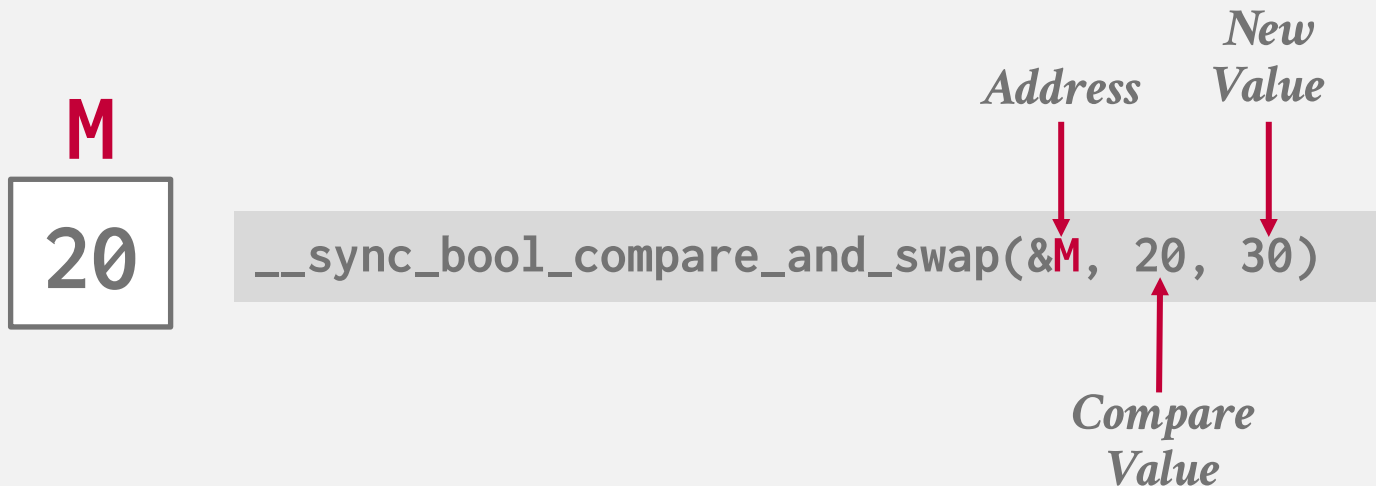 New
Value
Address
M
20
__sync_bool_compare_and_swap(&M, 20, 30)
Compare
Value